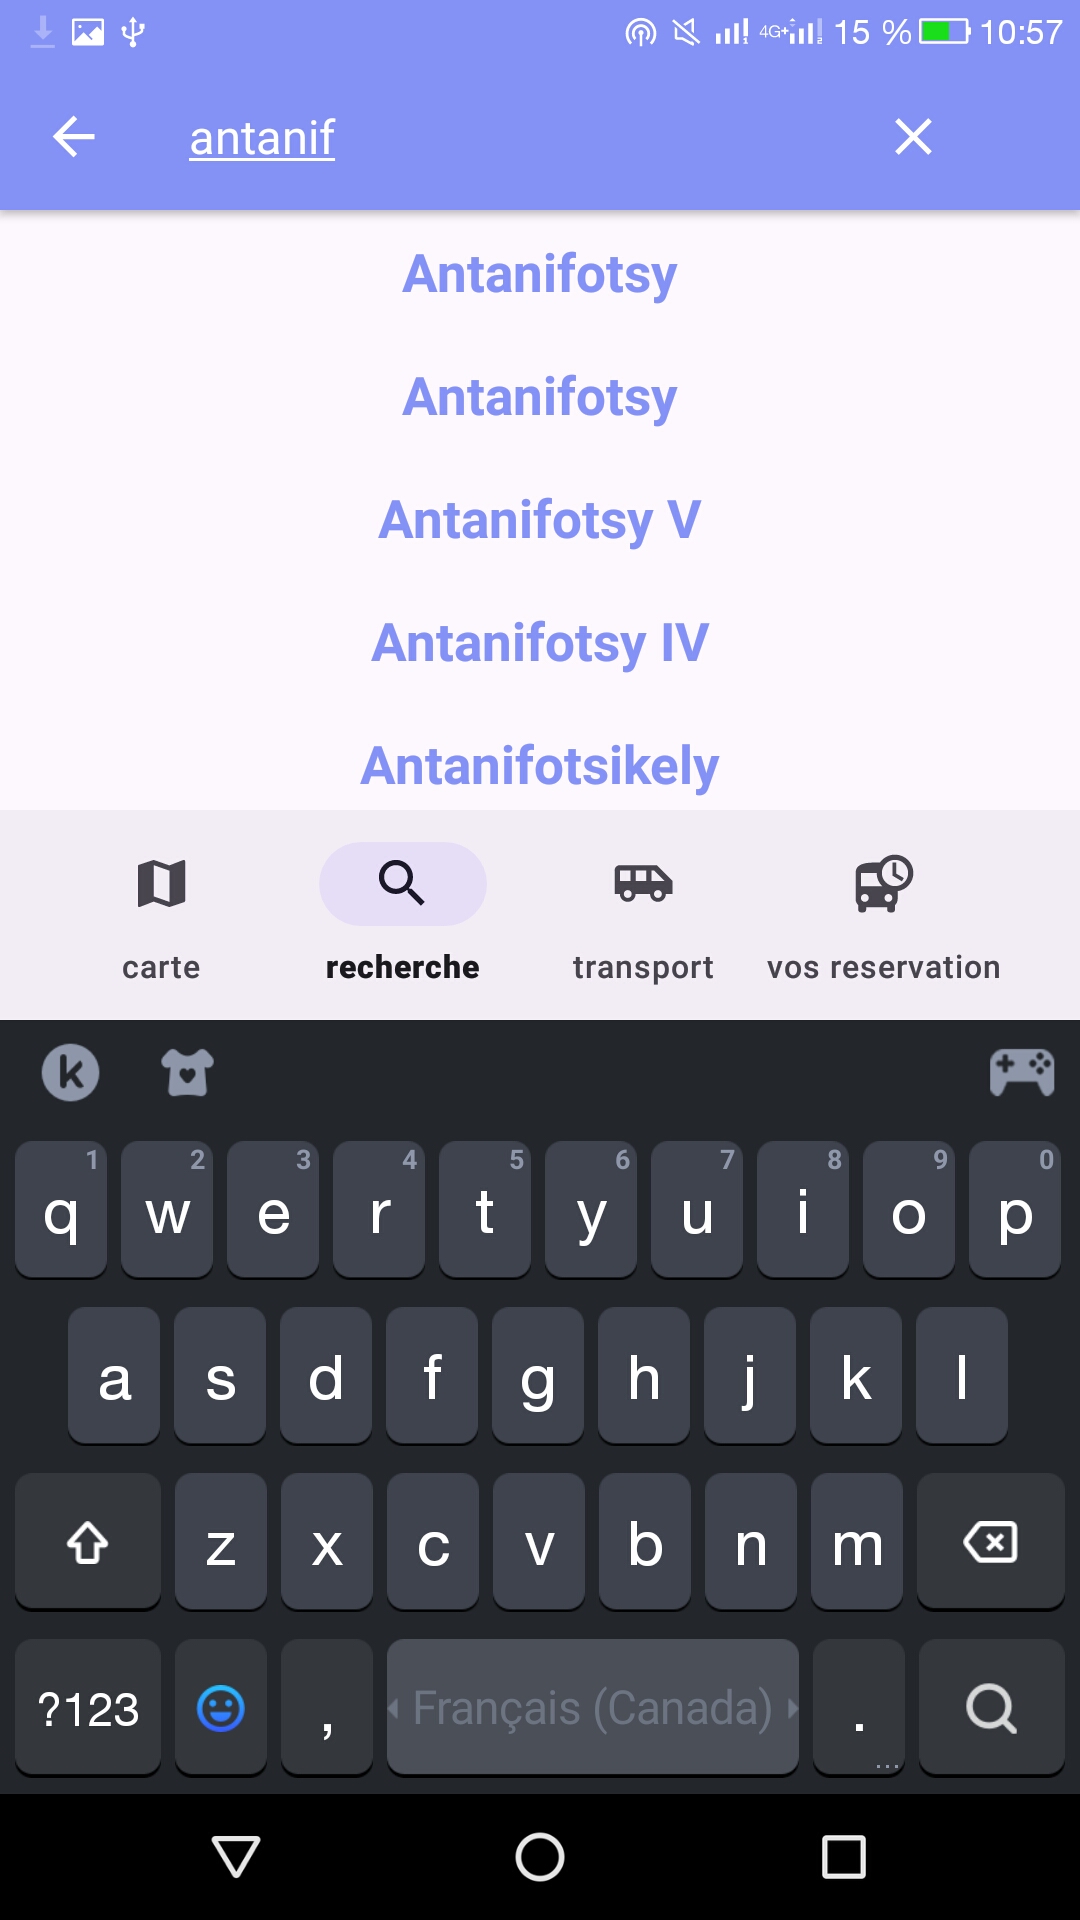 15 % 10:57
antanif
Antanifotsy
Antanifotsy
Antanifotsy V
Antanifotsy IV
Antanifotsikely
carte recherche transport vos reservation
k
1 2 3 4 5 6 7 8 9 0
q w e r t y u i o p
a s d f g h j k l
z x c v b n m
?123 , Français (Canada) . ...